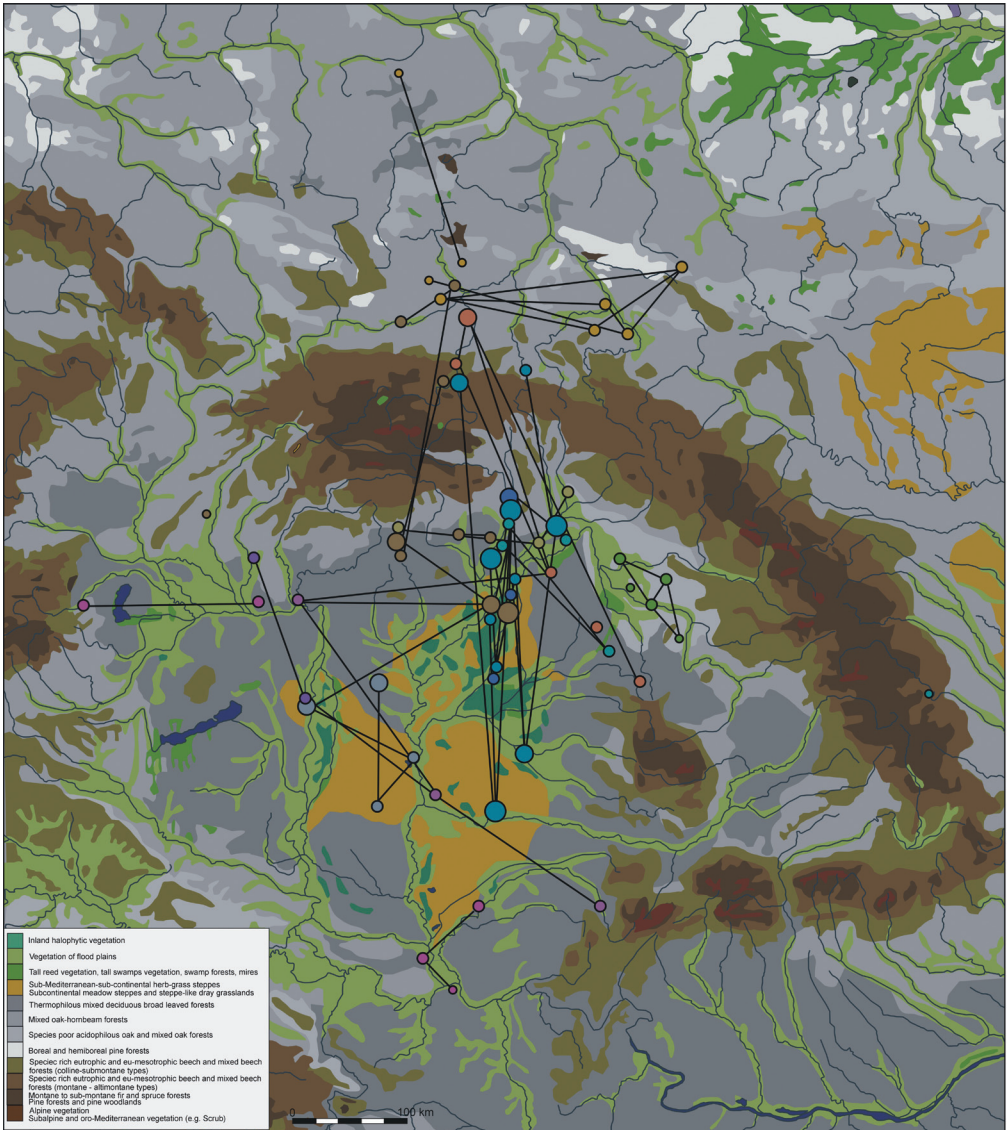 Inland halophytic vegetation
Vegetation of flood plains
Tall reed vegetation, tall swamps vegetation, swamp forests, mires
Sub-Mediterranean-sub-continental herb-grass steppes
Subcontinental meadow steppes and steppe-like dray grasslands
Thermophilous mixed deciduous broad leaved forests
Mixed oak-hornbeam forests
Species poor acidophilous oak and mixed oak forests
Boreal and hemiboreal pine forests
Speciec rich eutrophic and eu-mesotrophic beech and mixed beech
forests (colline-submontane types)
Speciec rich eutrophic and eu-mesotrophic beech and mixed beech
forests (montane - altimontane types)
Montane to sub-montane fir and spruce forests
Pine forests and pine woodlands
Alpine vegetation
Subalpine and oro-Mediterranean vegetation (e.g. Scrub)
0 100 km